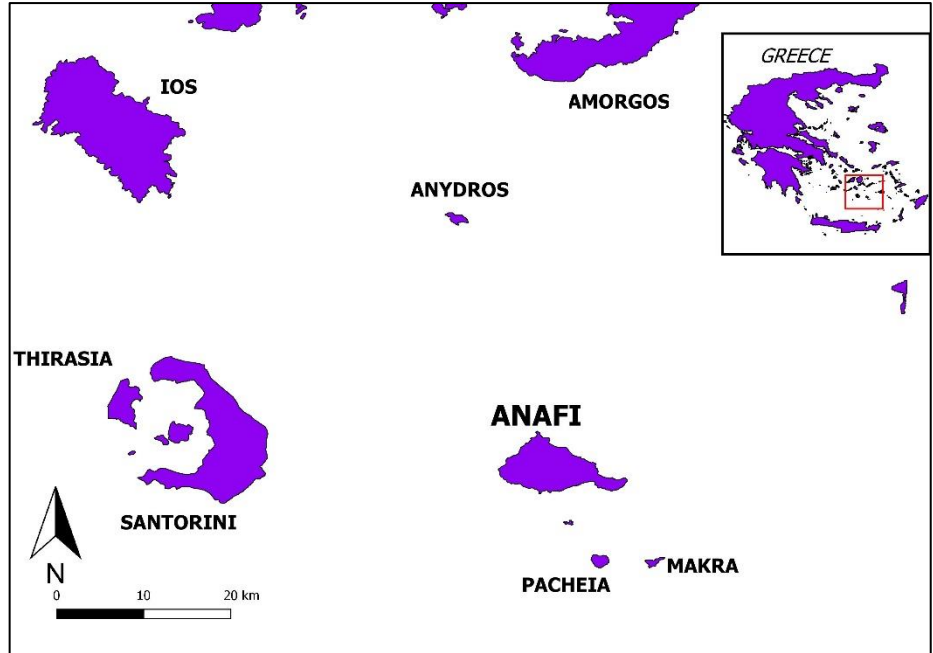 GREECE
IOS
AMORGOS
ANYDROS
THIRASIA
ANAFI
SANTORINI
N
PACHEIA
MAKRA
0 10 20 km